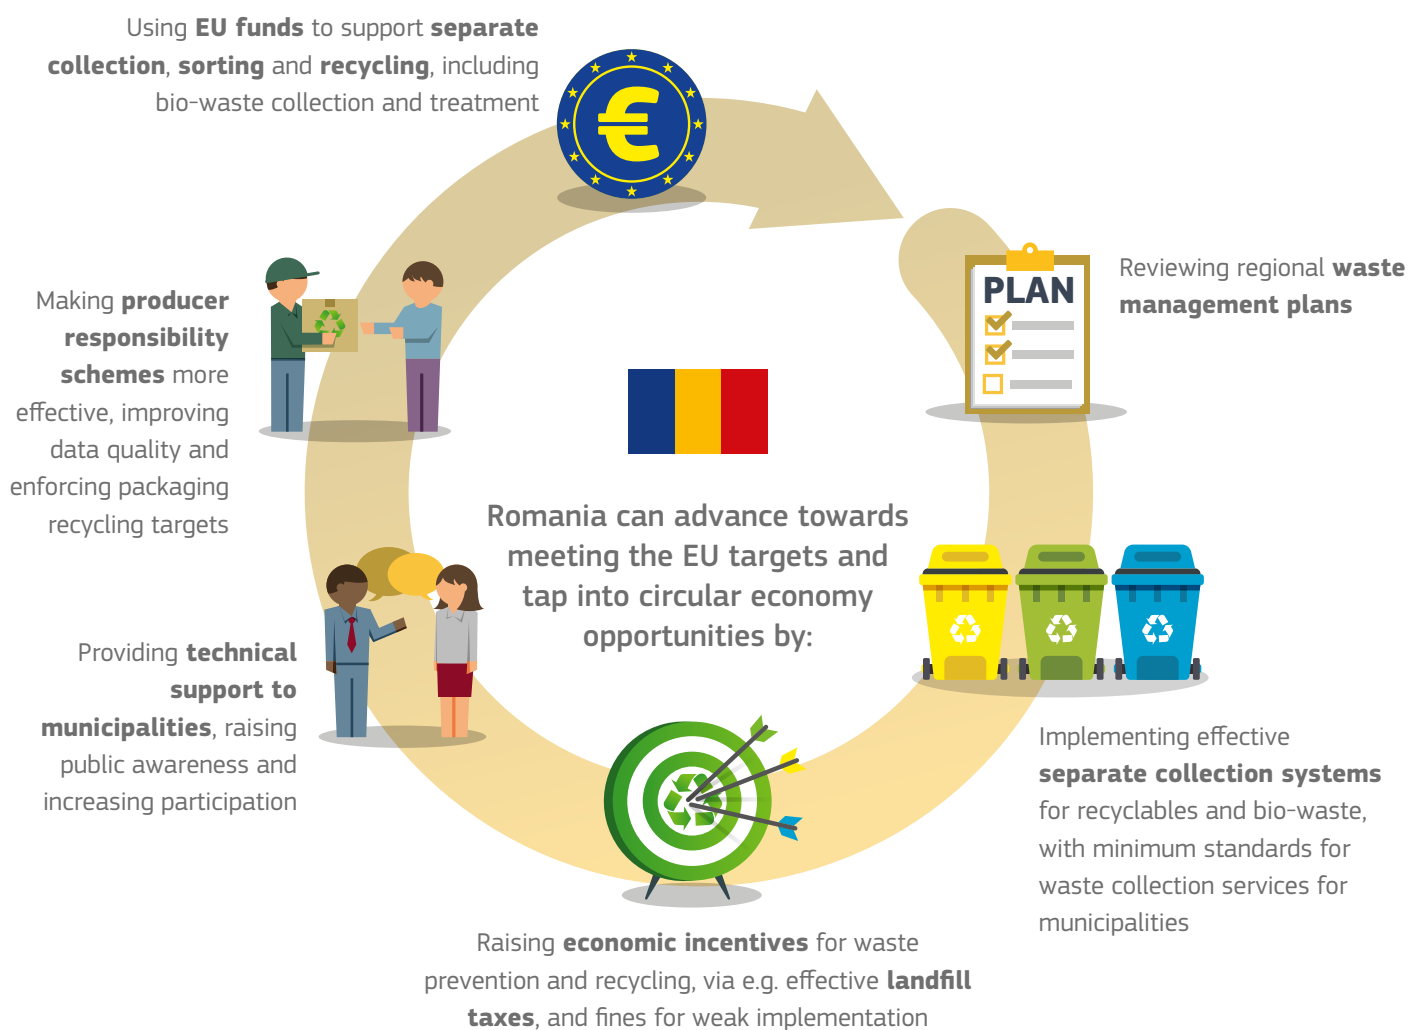 Using EU funds to support separate
collection, sorting and recycling, including
bio-waste collection and treatment
PLAN
Reviewing regional waste
management plans
Making producer
responsibility
schemes more
effective, improving
data quality and
enforcing packaging
recycling targets
Romania can advance towards
meeting the EU targets and
tap into circular economy
opportunities by:
Providing technical
support to
municipalities, raising
public awareness and
increasing participation
Implementing effective
separate collection systems
for recyclables and bio-waste,
with minimum standards for
waste collection services for
municipalities
Raising economic incentives for waste
prevention and recycling, via e.g. effective landfill
taxes, and fines for weak implementation